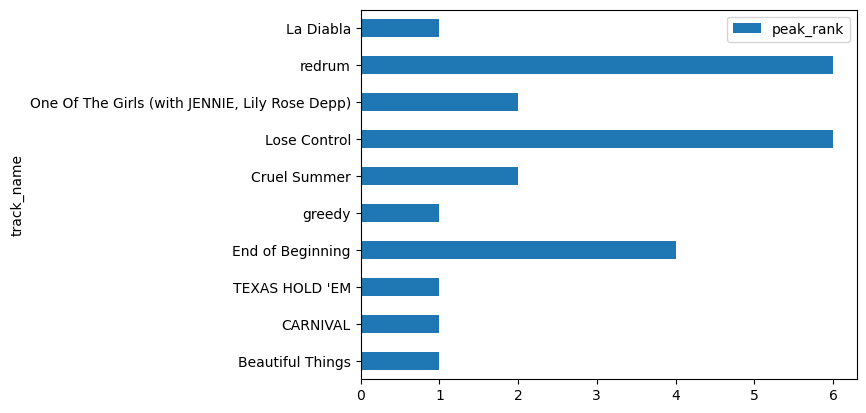 La Diabla
redrum
One Of The Girls (with JENNIE, Lily Rose Depp)
Lose Control
Cruel Summer
greedy
End of Beginning
TEXAS HOLD 'EM
CARNIVAL
Beautiful Things
track_name
peak_rank
0 1 2 3 4 5 6